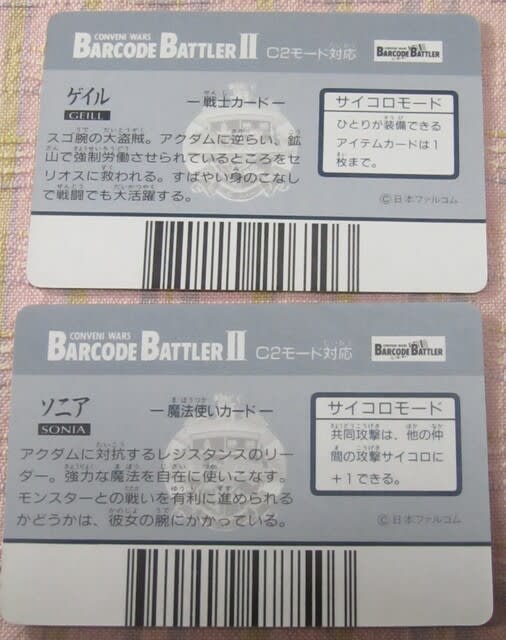 CONVENI WARS
BARCODE BATTLER II C2モード対応
CONVENI WARS
BARCODE BATTLER
ゲイル
GEILL
―戦士カード―
スゴ腕の大盗賊。アクダムに逆らい、鉱
山で強制労働させられているところをセ
リオスに救われる。すばやい身のこなし
で戦闘でも大活躍する。
サイコロモード
ひとりが装備できる
アイテムカードは1
枚まで。
©日本ファルコム
CONVENI WARS
BARCODE BATTLER II C2モード対応
CONVENI WARS
BARCODE BATTLER
ソニア
SONIA
―魔法使いカード―
アクダムに対抗するレジスタンスのリー
ダー。強力な魔法を自在に使いこなす。
モンスターとの戦いを有利に進められる
かどうかは、彼女の腕にかかっている。
サイコロモード
共同攻撃は、他の仲
間の攻撃サイコロに
+1できる。
©日本ファルコム